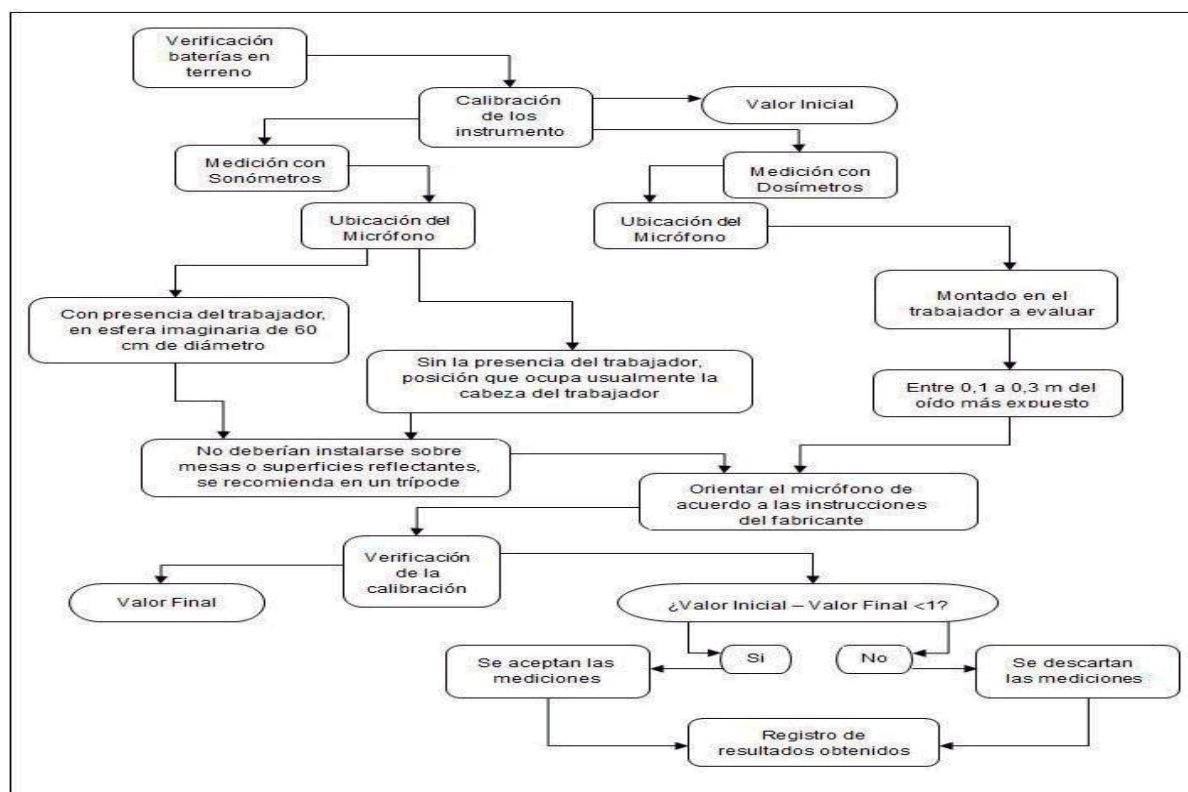 Verificación
baterías en
terreno
Calibración
de los
instrumento
Valor Inicial
Medición con
Sonómetros
Medición con
Dosímetros
Ubicación del
Micrófono
Ubicación del
Micrófono
Con presencia del trabajador,
en esfera imaginaria de 60
cm de diámetro
Montado en el
trabajador a evaluar
Sin la presencia del trabajador,
posición que ocupa usualmente la
cabeza del trabajador
Entre 0,1 a 0,3 m del
oído más expuesto
No deberían instalarse sobre
mesas o superficies reflectantes,
se recomienda en un trípode
Orientar el micrófono de
acuerdo a las instrucciones
del fabricante
Verificación
de la
calibración
Valor Final
¿Valor Inicial – Valor Final <1?
Si
No
Se aceptan las
mediciones
Se descartan
las mediciones
Registro de
resultados obtenidos